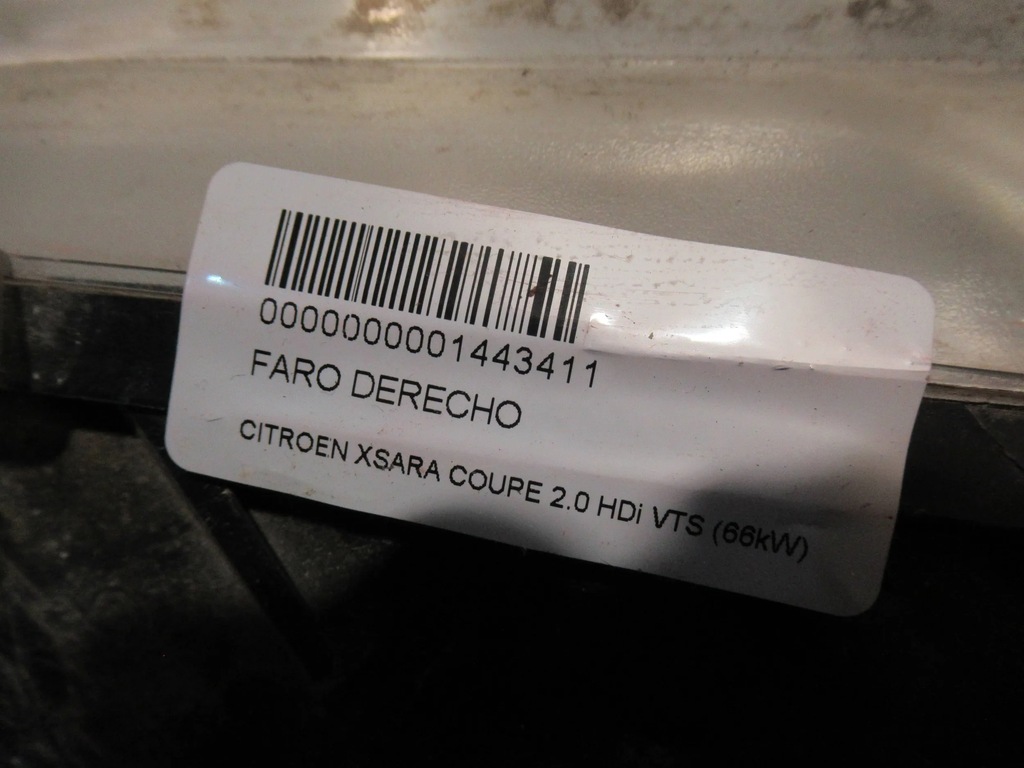 0000000001443411
FARO DERECHO
CITROEN XSARA COUPE 2.0 HDi VTS (66kW)